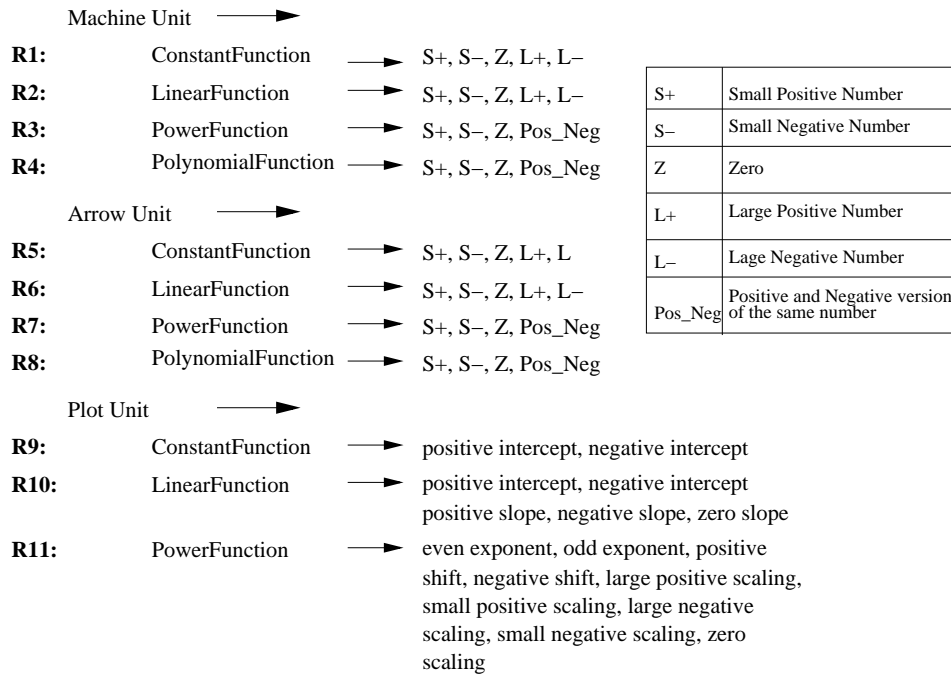 Machine Unit
R1: ConstantFunction S+, S−, Z, L+, L−
R2: LinearFunction S+, S−, Z, L+, L−
R3: PowerFunction S+, S−, Z, Pos_Neg
R4: PolynomialFunction S+, S−, Z, Pos_Neg
Arrow Unit
R5: ConstantFunction S+, S−, Z, L+, L
R6: LinearFunction S+, S−, Z, L+, L−
R7: PowerFunction S+, S−, Z, Pos_Neg
R8: PolynomialFunction S+, S−, Z, Pos_Neg
Plot Unit
R9: ConstantFunction positive intercept, negative intercept
R10: LinearFunction positive intercept, negative intercept
positive slope, negative slope, zero slope
R11: PowerFunction even exponent, odd exponent, positive
shift, negative shift, large positive scaling,
small positive scaling, large negative
scaling, small negative scaling, zero
scaling
S+ Small Positive Number
S− Small Negative Number
Z Zero
L+ Large Positive Number
L− Lage Negative Number
Pos_Neg Positive and Negative version
of the same number